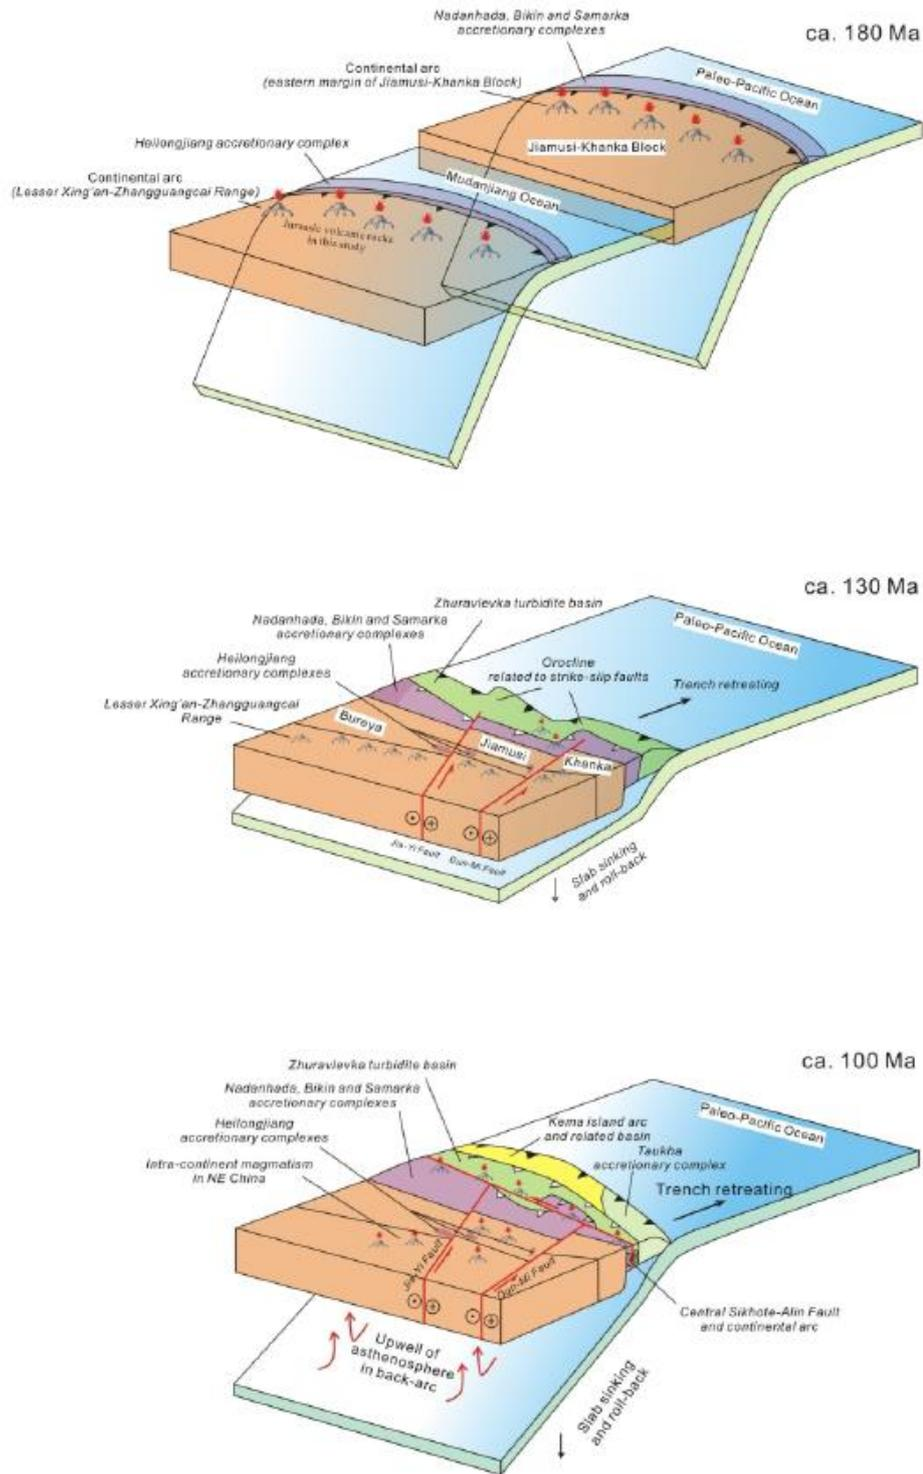 ca. 180 Ma
Nadanhada, Bikin and Samarka
accretionary complexes
Continental arc
(eastern margin of Jiamusi-Khanka Block)
Paleo-Pacific Ocean
Heilongjiang accretionary complex
Jiamusi-Khanka Block
Continental arc
(Lesser Xing'an-Zhangguangcai Range)
Mudanjiang Ocean
Jurassic volcanic rocks
in this study
ca. 130 Ma
Zhuravlevka turbidite basin
Nadanhada, Bikin and Samarka
accretionary complexes
Paleo-Pacific Ocean
Heilongjiang
accretionary complexes
Orocline
related to strike-slip faults
Trench retreating
Lesser Xing'an-Zhangguangcai
Range
Bureya
Jiamusi
Khanka
Jia-Yi Fault
Dun-Mi Fault
Slab sinking
and roll-back
ca. 100 Ma
Zhuravlevka turbidite basin
Nadanhada, Bikin and Samarka
accretionary complexes
Kema island arc
and related basin
Paleo-Pacific Ocean
Heilongjiang
accretionary complexes
Taukha
accretionary complex
Intra-continent magmatism
in NE China
Trench retreating
Jia-Yi Fault
Dun-Mi Fault
Central Sikhote-Alin Fault
and continental arc
Upwell of
asthenosphere
in back-arc
Slab sinking
and roll-back